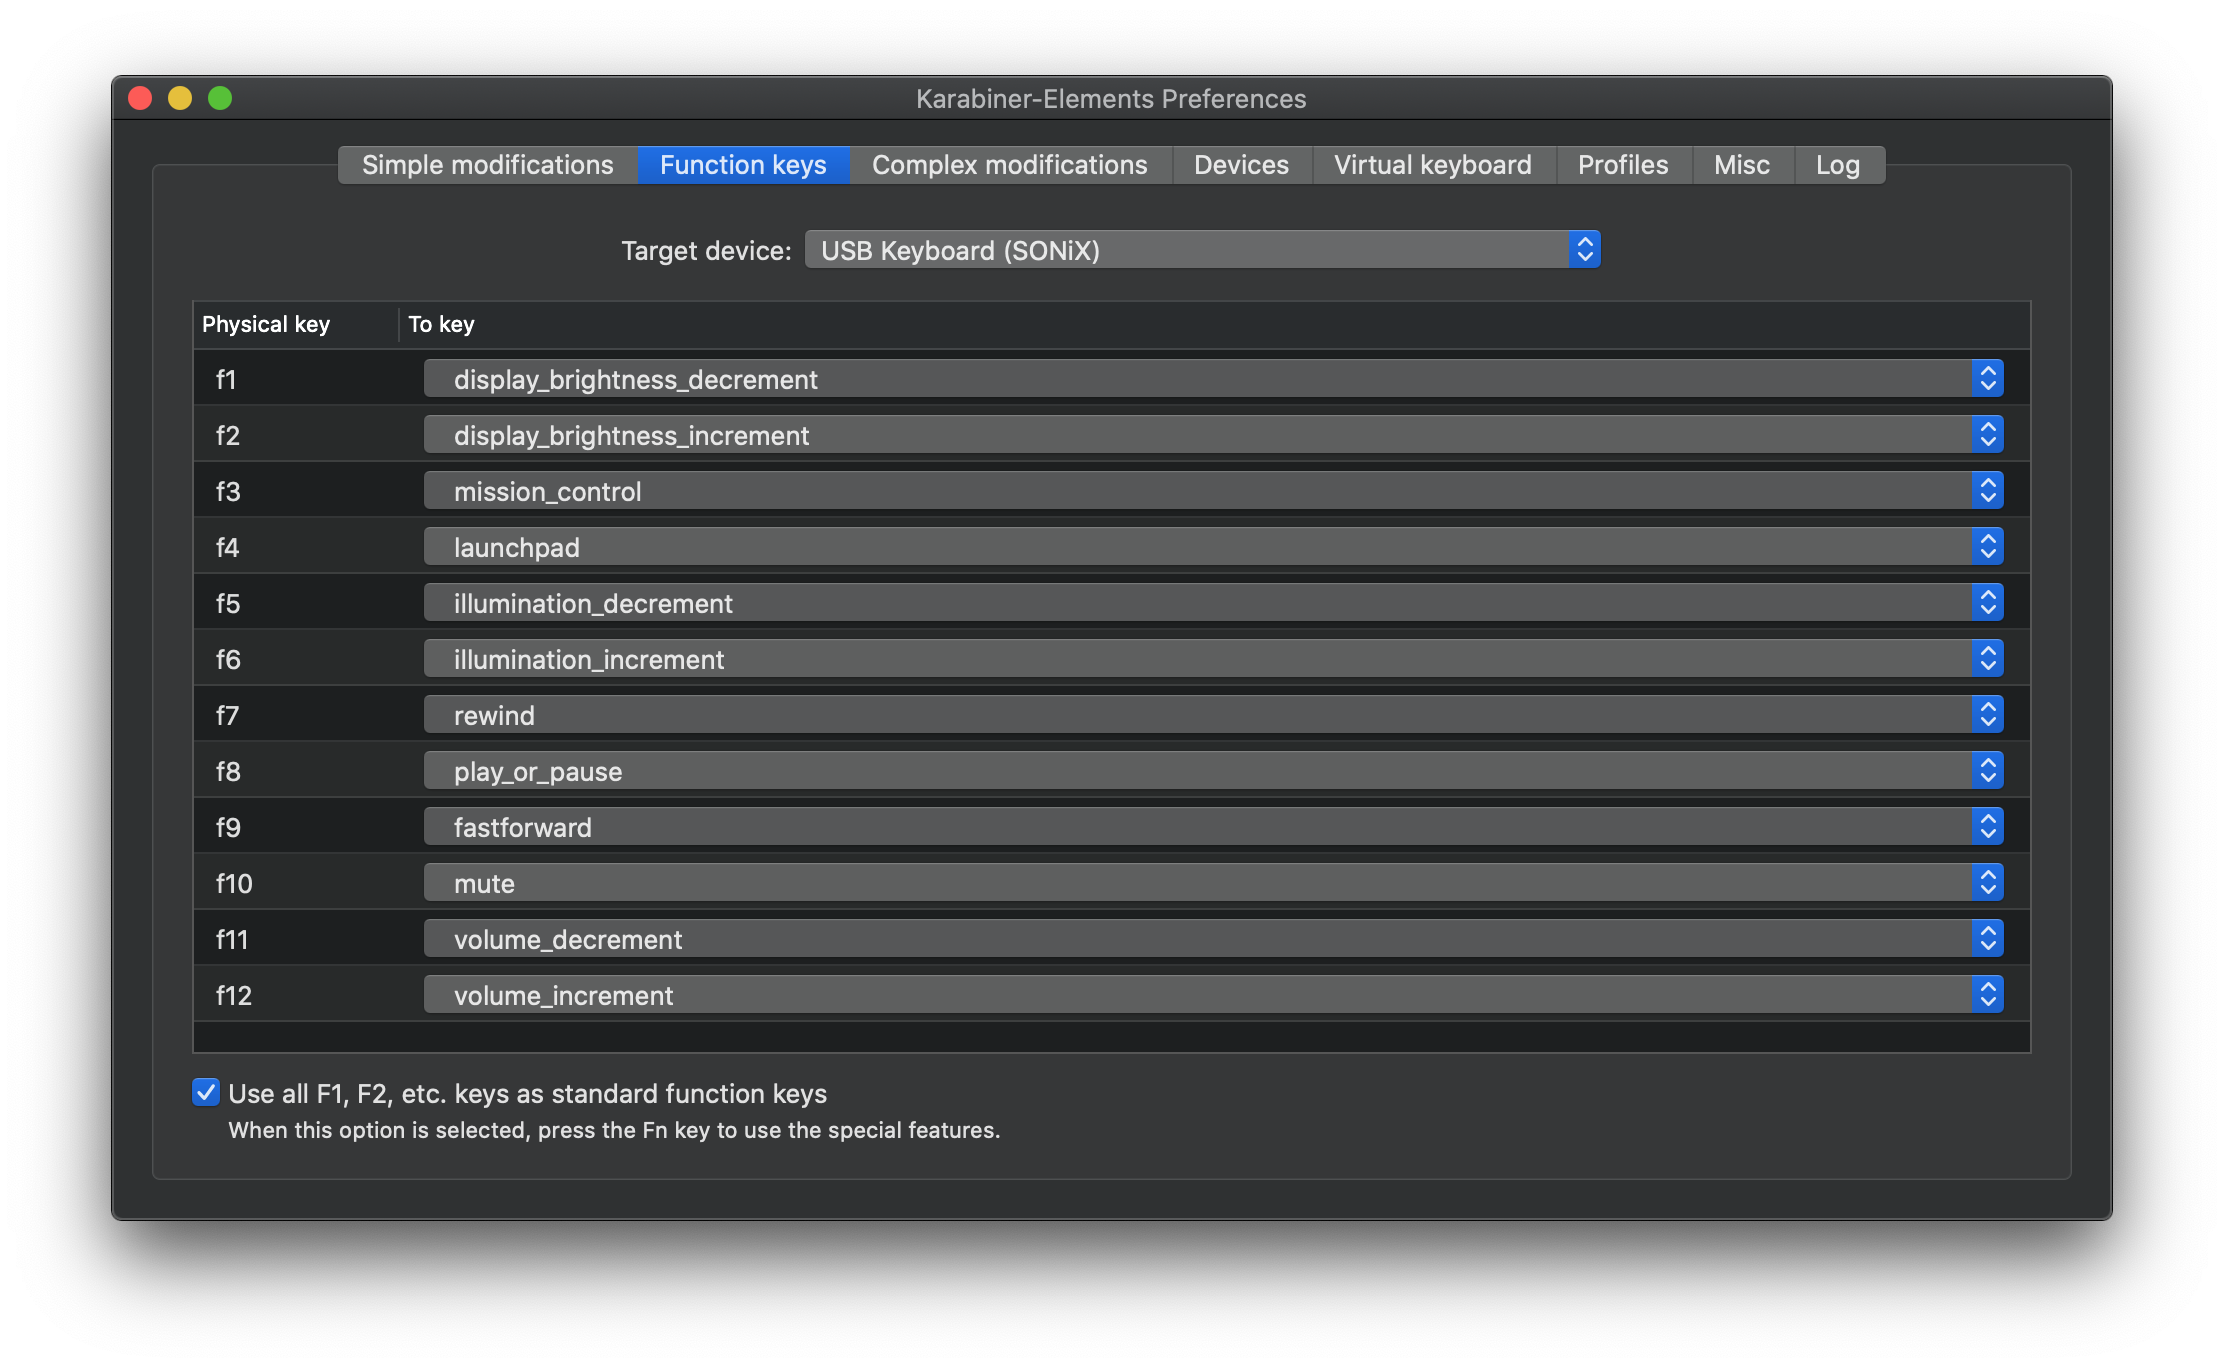 Karabiner-Elements Preferences
Simple modifications Function keys Complex modifications Devices Virtual keyboard Profiles Misc Log
Target device: USB Keyboard (SONiX)
Physical key To key
f1 display_brightness_decrement
f2 display_brightness_increment
f3 mission_control
f4 launchpad
f5 illumination_decrement
f6 illumination_increment
f7 rewind
f8 play_or_pause
f9 fastforward
f10 mute
f11 volume_decrement
f12 volume_increment
Use all F1, F2, etc. keys as standard function keys
When this option is selected, press the Fn key to use the special features.